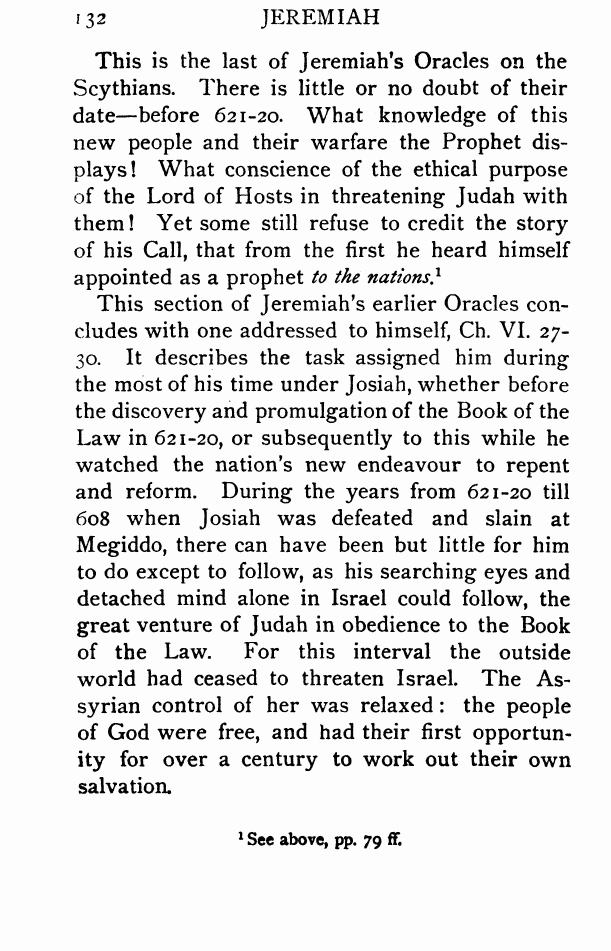 132 JEREMIAH
This is the last of Jeremiah's Oracles on the
Scythians. There is little or no doubt of their
date—before 621-20. What knowledge of this
new people and their warfare the Prophet dis-
plays! What conscience of the ethical purpose
of the Lord of Hosts in threatening Judah with
them! Yet some still refuse to credit the story
of his Call, that from the first he heard himself
appointed as a prophet to the nations.¹
This section of Jeremiah's earlier Oracles con-
cludes with one addressed to himself, Ch. VI. 27-
30. It describes the task assigned him during
the most of his time under Josiah, whether before
the discovery and promulgation of the Book of the
Law in 621-20, or subsequently to this while he
watched the nation's new endeavour to repent
and reform. During the years from 621-20 till
608 when Josiah was defeated and slain at
Megiddo, there can have been but little for him
to do except to follow, as his searching eyes and
detached mind alone in Israel could follow, the
great venture of Judah in obedience to the Book
of the Law. For this interval the outside
world had ceased to threaten Israel. The As-
syrian control of her was relaxed: the people
of God were free, and had their first opportun-
ity for over a century to work out their own
salvation.
¹ See above, pp. 79 ff.